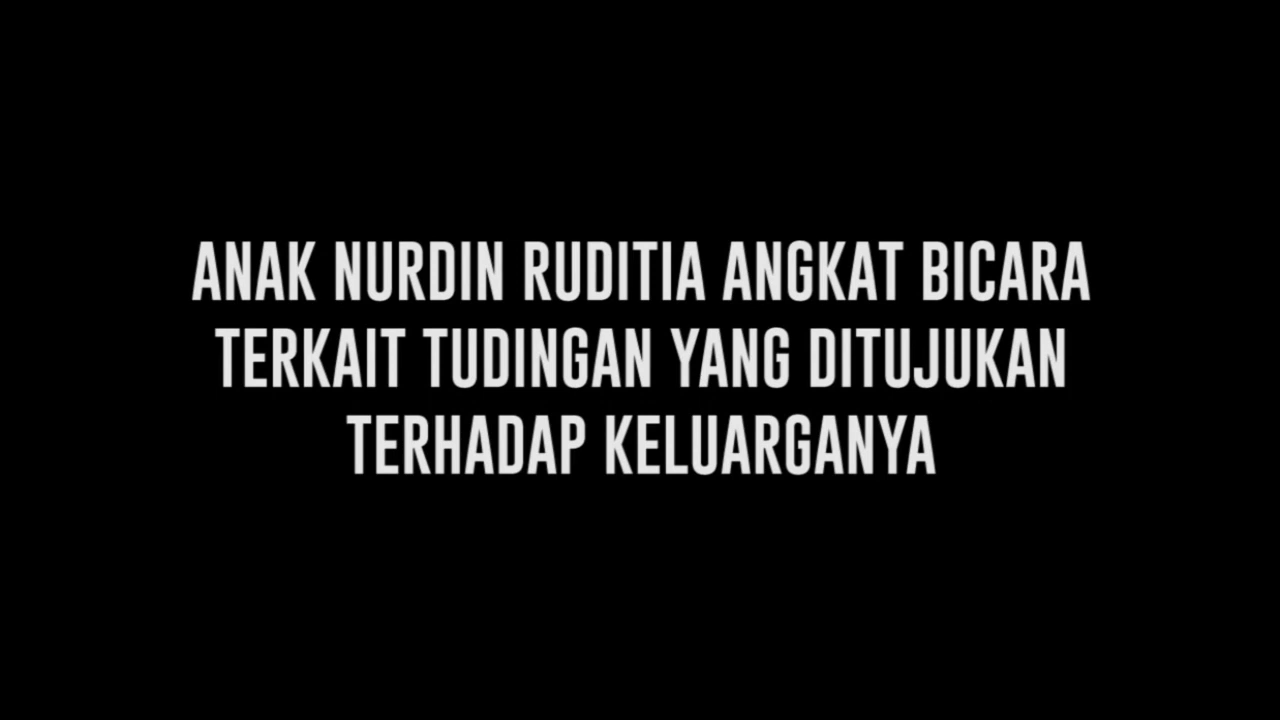 ANAK NURDIN RUDITIA ANGKAT BICARA
TERKAIT TUDINGAN YANG DITUJUKAN
TERHADAP KELUARGANYA